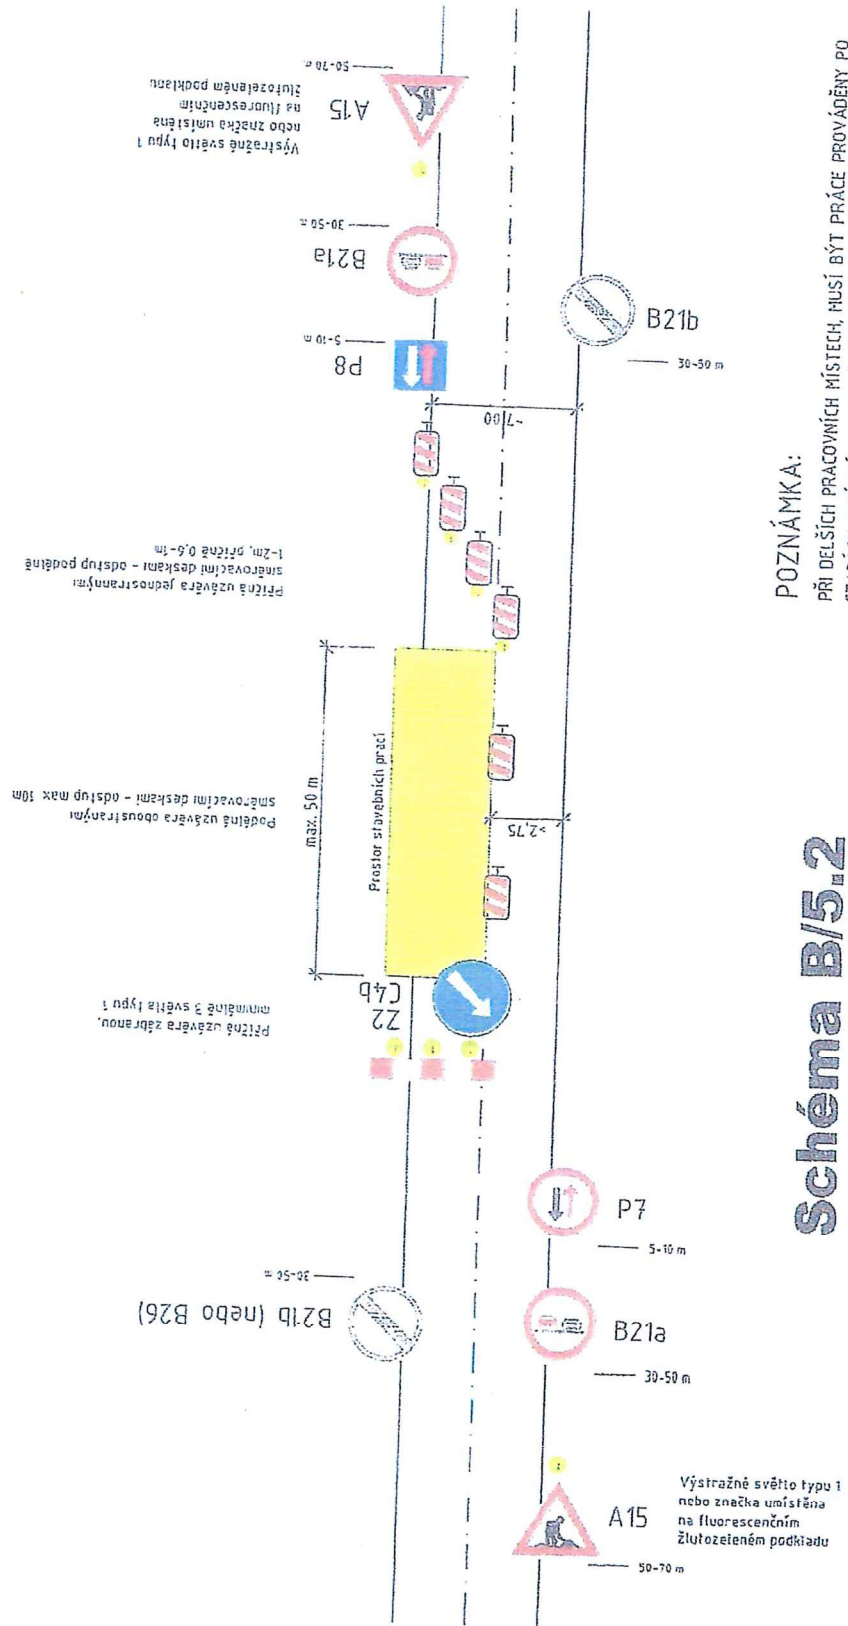 50-70 m
A15
Výstražné světlo typu 1
nebo značka umístěna
na fluorescenčním
žlutozeleném podkladu
30-50 m
B21a
5-10 m
P8
B21b
30-50 m
~7,00
Příčná uzávěra jednostrannými
směrovacími deskami - odstup podélně
1-2m, příčně 0,6-1m
POZNÁMKA:
PŘI DELŠÍCH PRACOVNÍCH MÍSTECH, MUSÍ BÝT PRÁCE PROVÁDĚNY PO
max. 50 m
Prostor stavebních prací
Podélná uzávěra oboustrannými
směrovacími deskami - odstup max 10m
>2,75
Schéma B/5.2
Z2
C4b
Příčná uzávěra zábranou,
minimálně 3 světla typu 1
P7
5-10 m
30-50 m
B21b (nebo B26)
B21a
30-50 m
Výstražné světlo typu 1
nebo značka umístěna
na fluorescenčním
žlutozeleném podkladu
A15
50-70 m